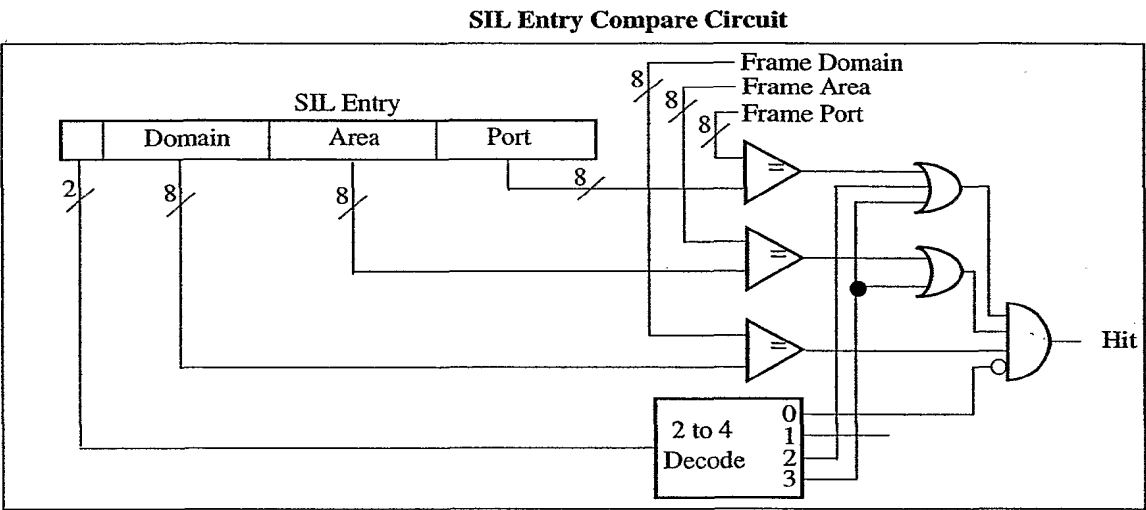 SIL Entry Compare Circuit
Frame Domain
Frame Area
Frame Port
8
8
8
SIL Entry
Domain
Area
Port
2
8
8
8
=
=
=
Hit
2 to 4
Decode
0
1
2
3